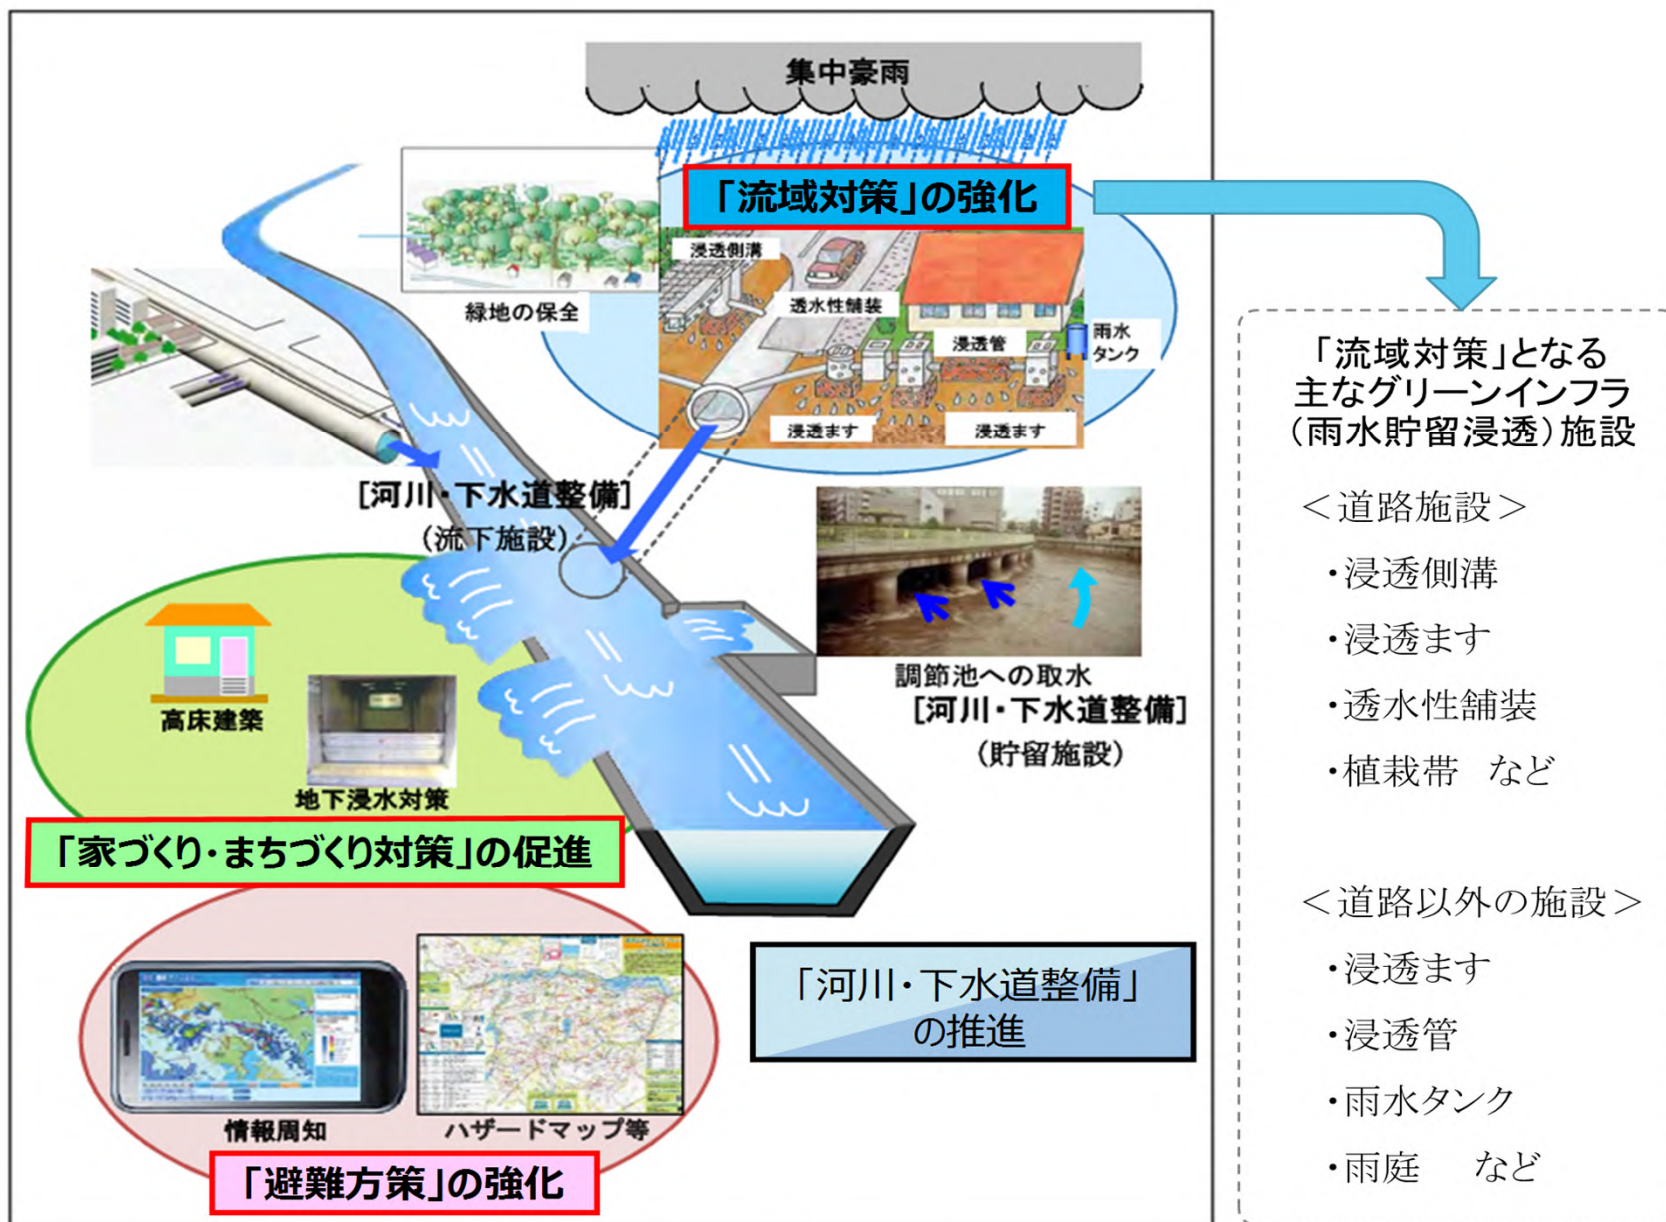 集中豪雨
「流域対策」の強化
浸透側溝
緑地の保全
透水性舗装
浸透管
雨水
タンク
浸透ます
浸透ます
[河川・下水道整備]
(流下施設)
調節池への取水
[河川・下水道整備]
(貯留施設)
高床建築
地下浸水対策
「家づくり・まちづくり対策」の促進
情報周知
ハザードマップ等
「避難方策」の強化
「河川・下水道整備」
の推進
「流域対策」となる
主なグリーンインフラ
(雨水貯留浸透)施設
＜道路施設＞
・浸透側溝
・浸透ます
・透水性舗装
・植栽帯　など
＜道路以外の施設＞
・浸透ます
・浸透管
・雨水タンク
・雨庭　など